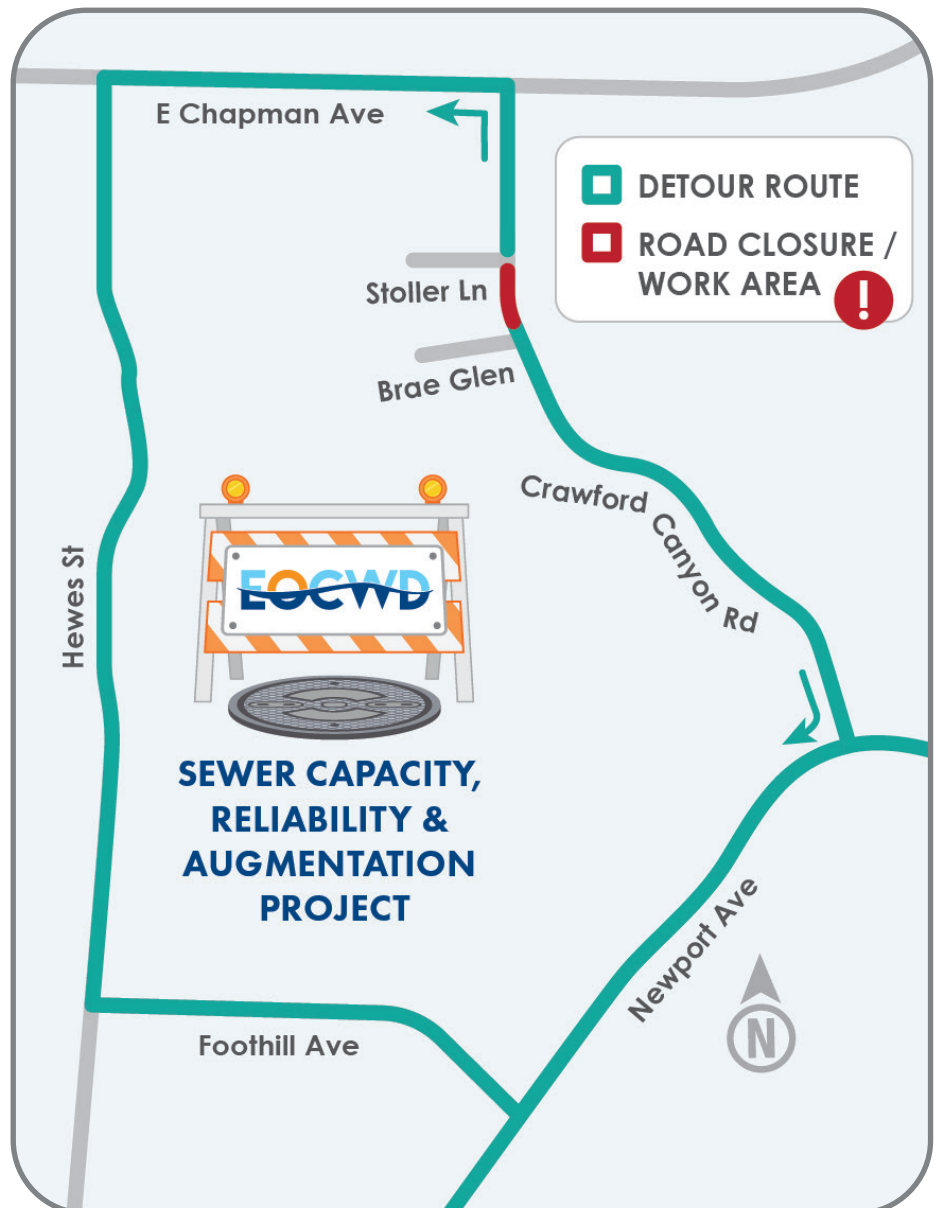 E Chapman Ave
DETOUR ROUTE
ROAD CLOSURE /
WORK AREA
!
Stoller Ln
Brae Glen
Crawford
Canyon Rd
Hewes St
EOCWD
SEWER CAPACITY,
RELIABILITY &
AUGMENTATION
PROJECT
Newport Ave
Foothill Ave
N